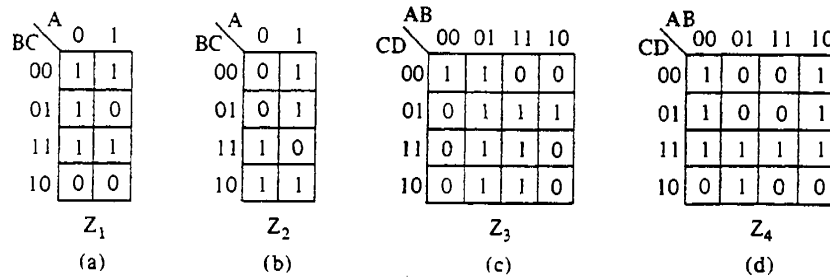 A A AB AB
BC 0 1 BC 0 1 CD 00 01 11 10 CD 00 01 11 10
00 1 1 00 0 1 00 1 1 0 0 00 1 0 0 1
01 1 0 01 0 1 01 0 1 1 1 01 1 0 0 1
11 1 1 11 1 0 11 0 1 1 0 11 1 1 1 1
10 0 0 10 1 1 10 0 1 1 0 10 0 1 0 0
Z1 Z2 Z3 Z4
(a) (b) (c) (d)